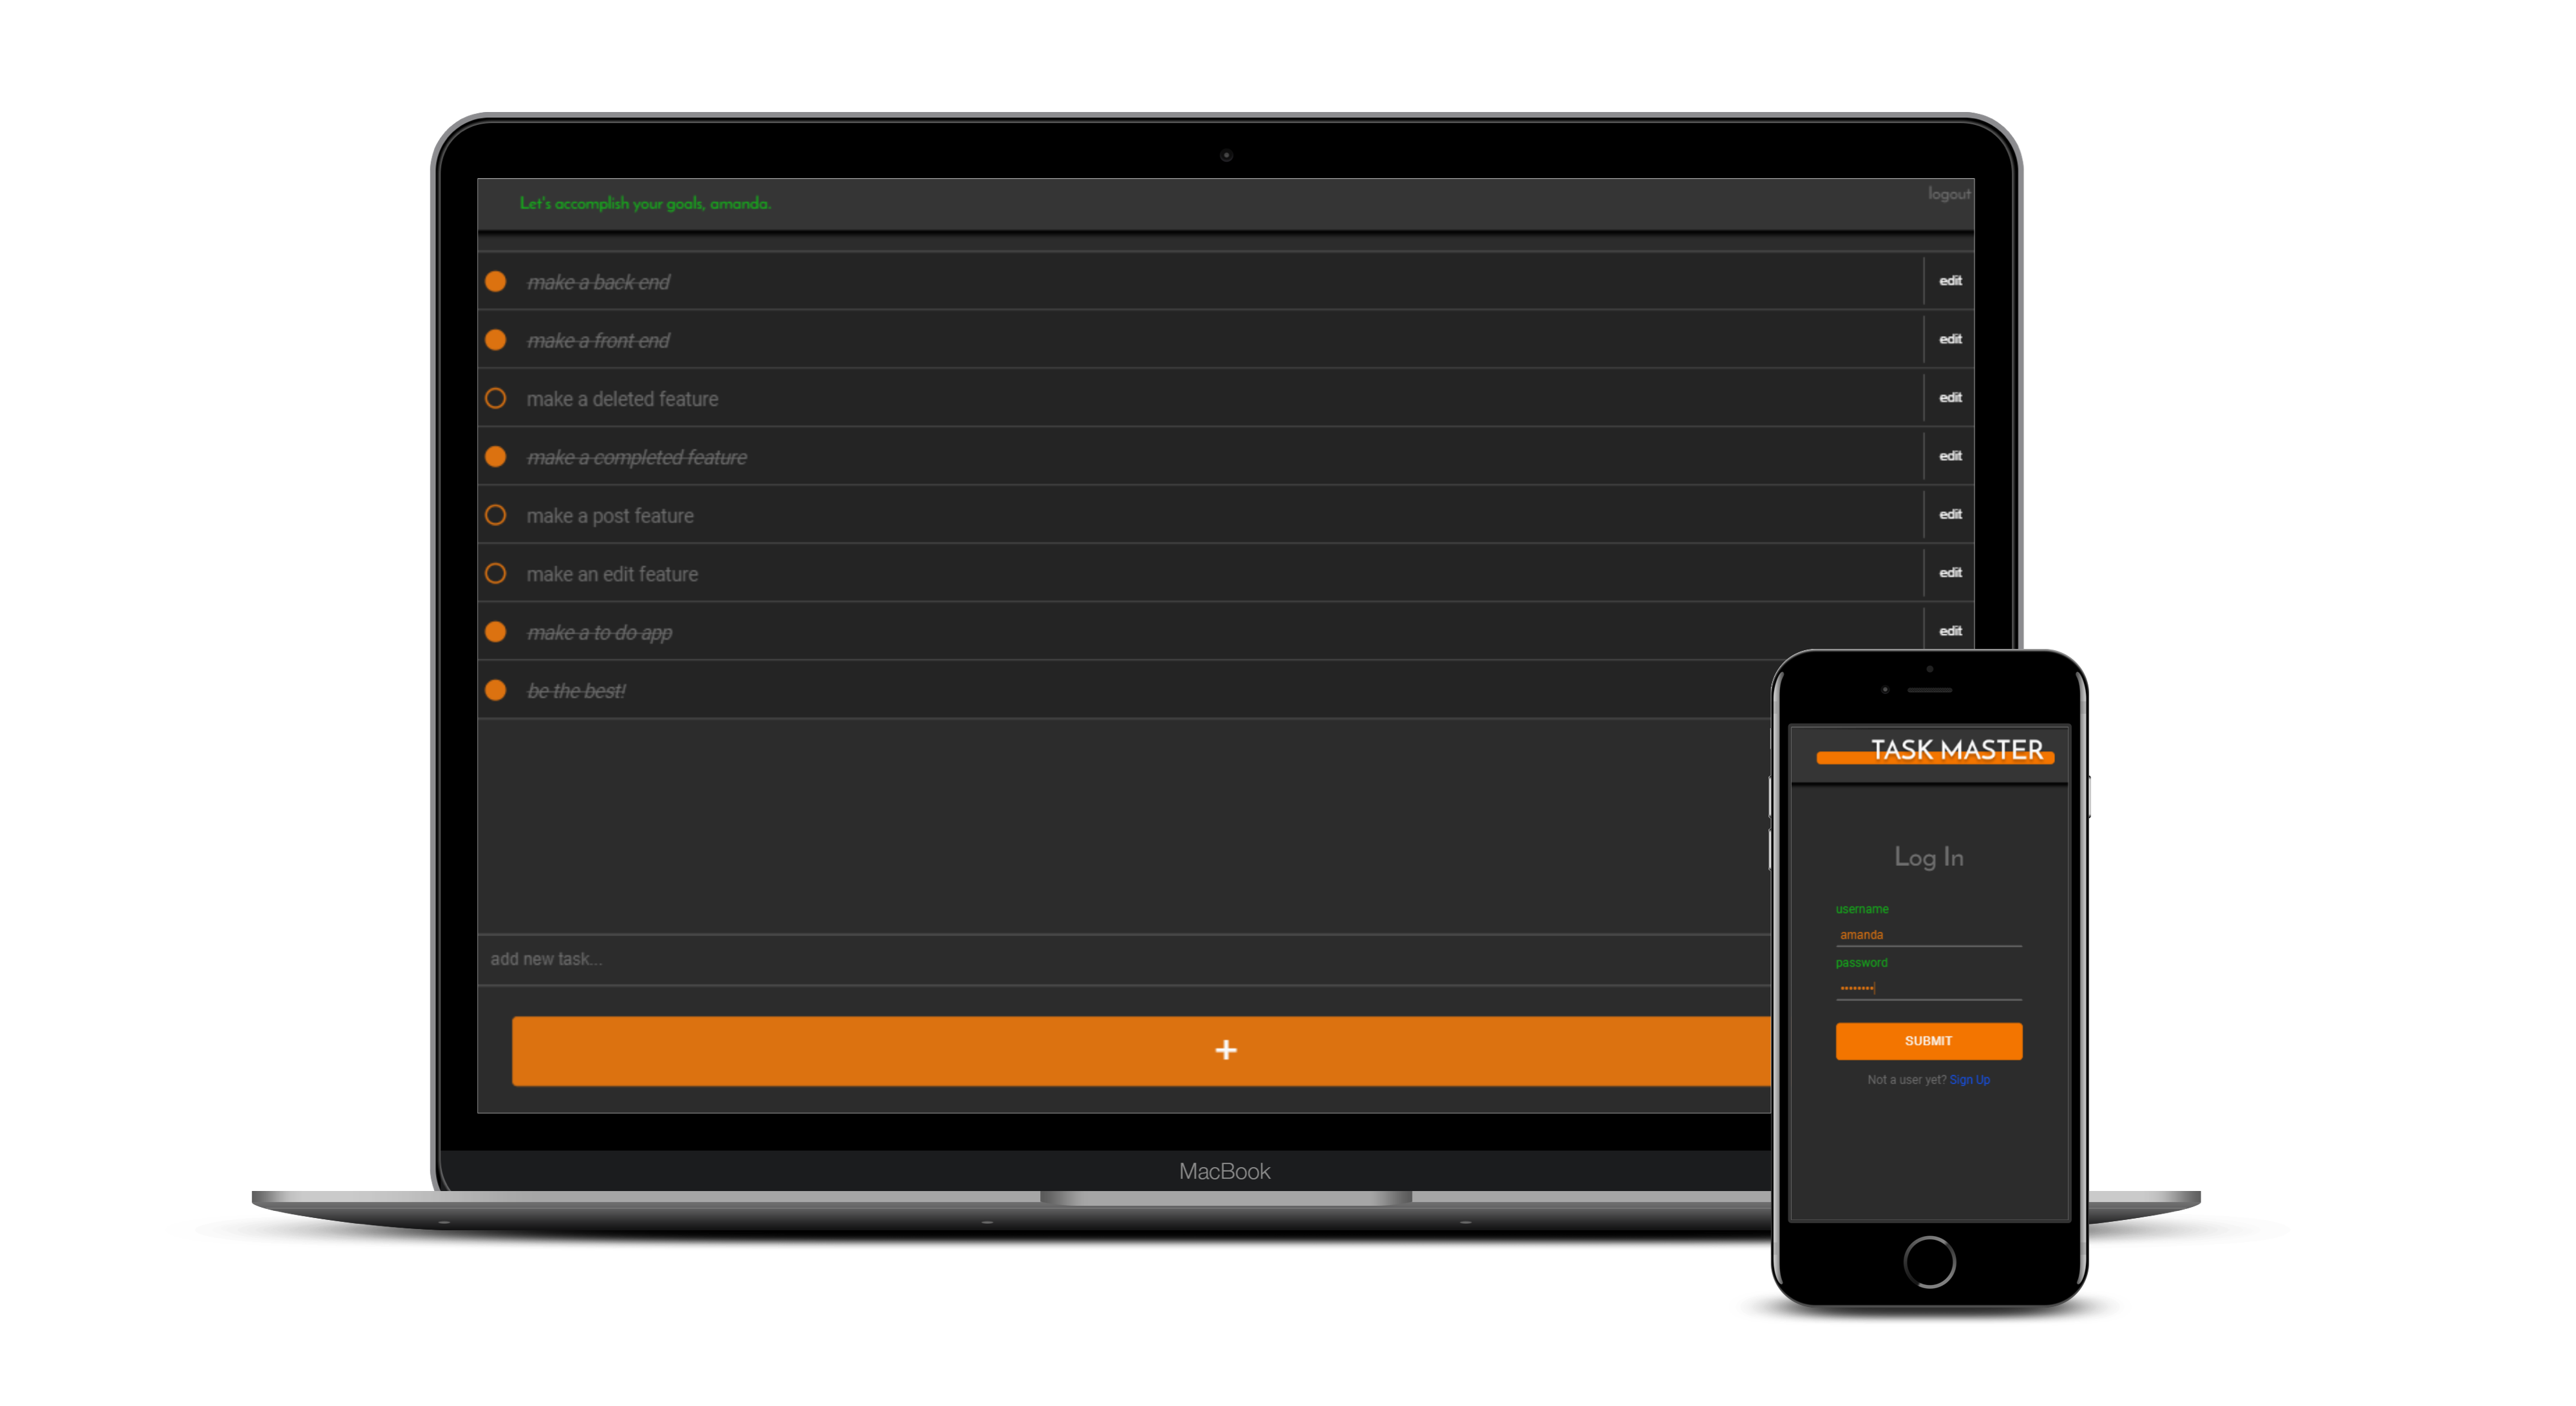 Let's accomplish your goals, amanda.
logout
make a back end
edit
make a front end
edit
make a deleted feature
edit
make a completed feature
edit
make a post feature
edit
make an edit feature
edit
make a to do app
edit
be the best!
add new task...
+
MacBook
TASK MASTER
Log In
username
amanda
password
••••••••
SUBMIT
Not a user yet? Sign Up